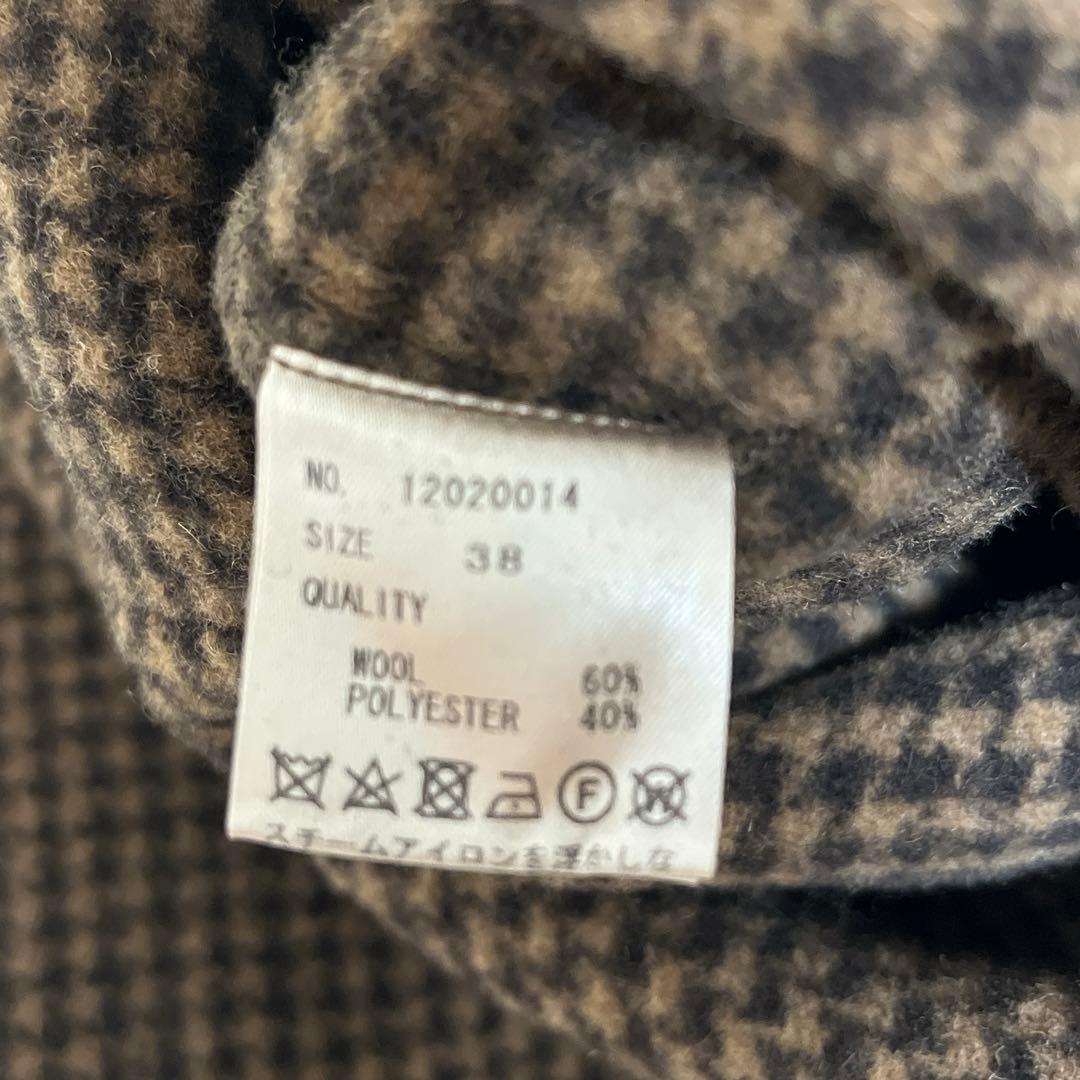 NO. 12020014
SIZE 38
QUALITY
WOOL 60%
POLYESTER 40%
F W
スチームアイロンを浮かしな